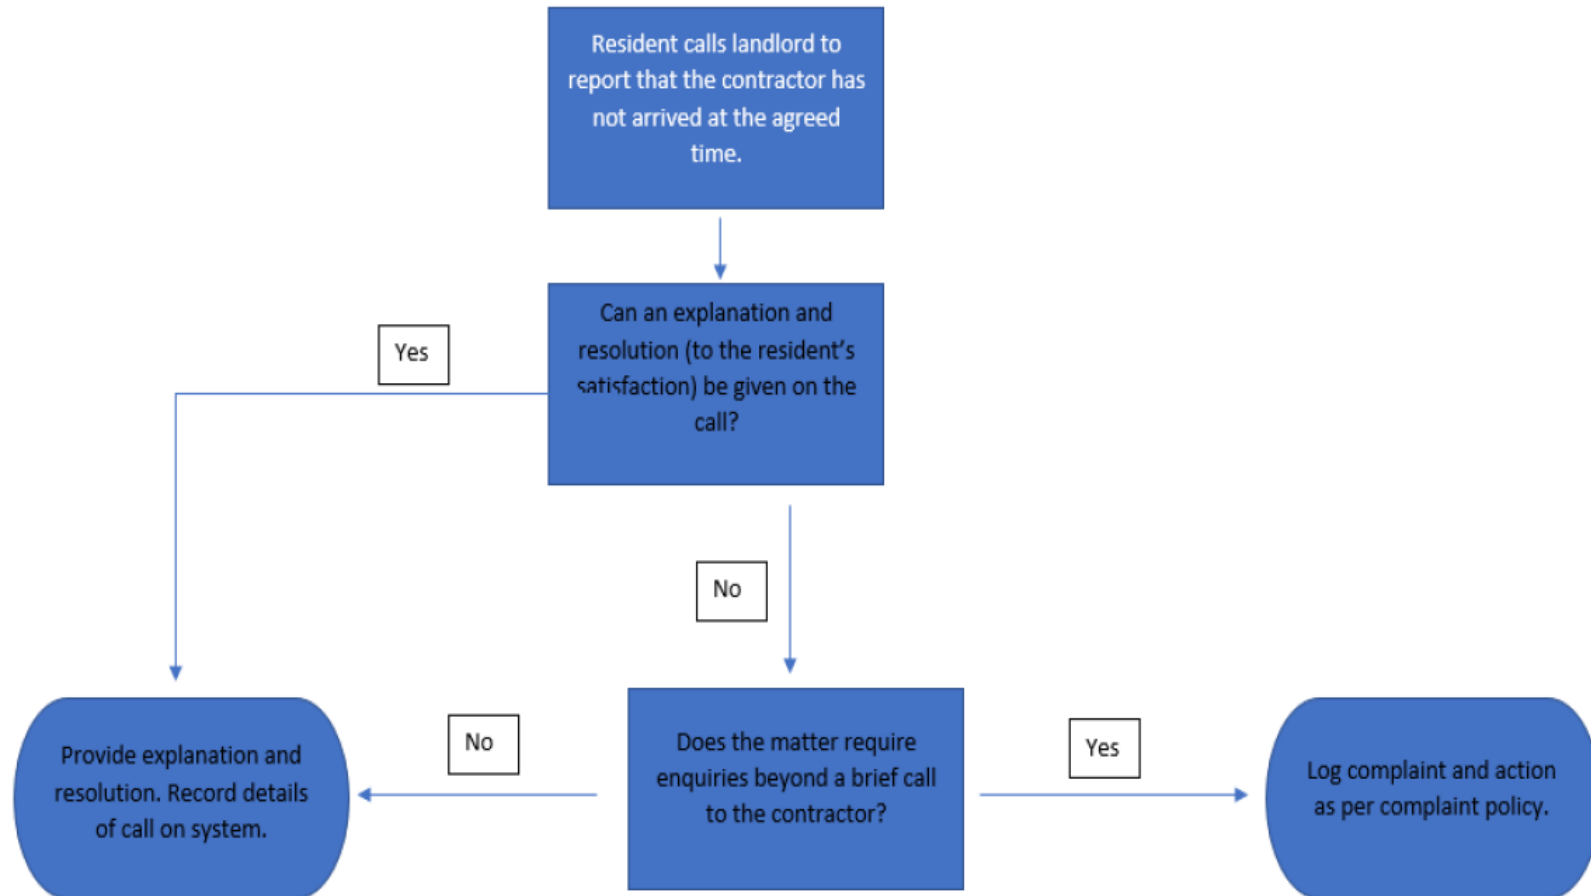 Resident calls landlord to
report that the contractor has
not arrived at the agreed
time.
Can an explanation and
resolution (to the resident’s
satisfaction) be given on the
call?
Yes
No
Does the matter require
enquiries beyond a brief call
to the contractor?
No
Provide explanation and
resolution. Record details
of call on system.
Yes
Log complaint and action
as per complaint policy.